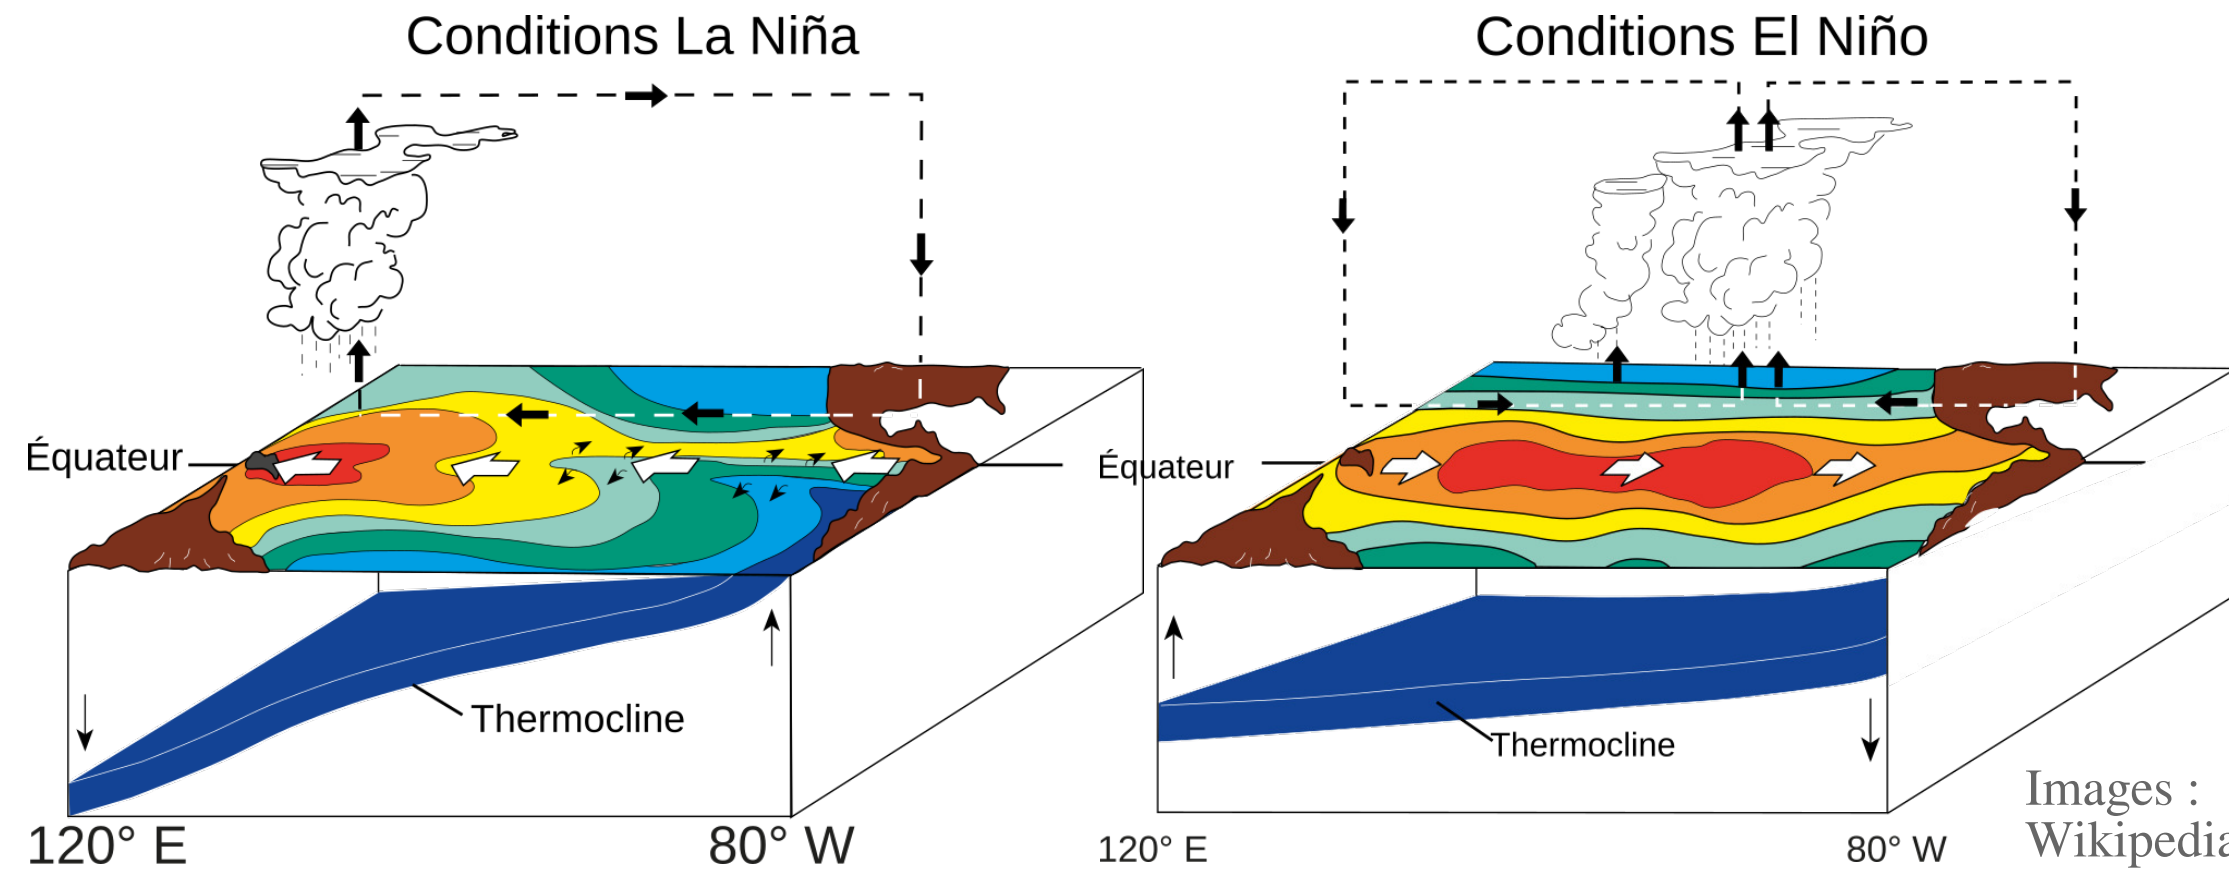 Conditions La Niña
Conditions El Niño
Équateur
Équateur
Thermocline
Thermocline
120° E
80° W
120° E
80° W
Images :
Wikipedia